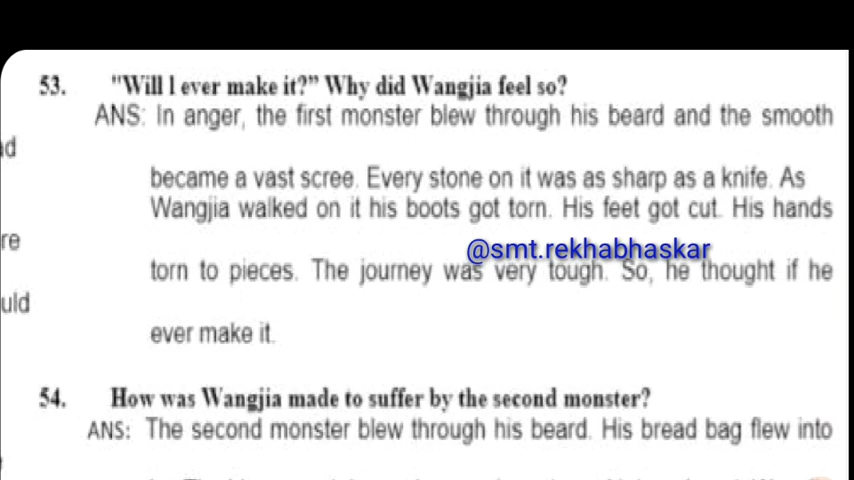 53. "Will I ever make it?” Why did Wangjia feel so?
ANS: In anger, the first monster blew through his beard and the smooth
ad
became a vast scree. Every stone on it was as sharp as a knife. As
Wangjia walked on it his boots got torn. His feet got cut. His hands
re
@smt.rekhabhaskar
torn to pieces. The journey was very tough. So, he thought if he
uld
ever make it.
54. How was Wangjia made to suffer by the second monster?
ANS: The second monster blew through his beard. His bread bag flew into